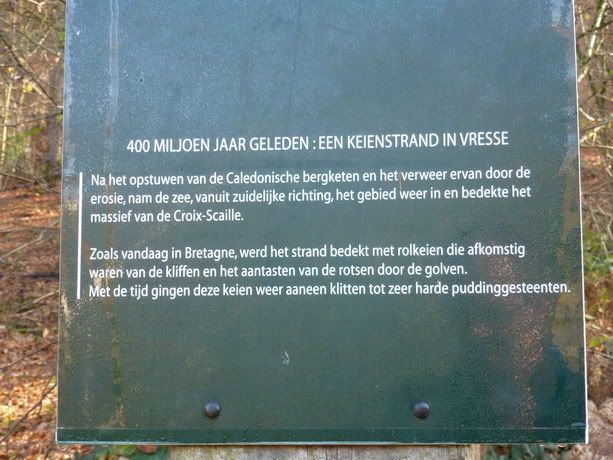 400 MILJOEN JAAR GELEDEN : EEN KEIENSTRAND IN VRESSE
Na het opstuwen van de Caledonische bergketen en het verweer ervan door de
erosie, nam de zee, vanuit zuidelijke richting, het gebied weer in en bedekte het
massief van de Croix-Scaille.
Zoals vandaag in Bretagne, werd het strand bedekt met rolkeien die afkomstig
waren van de kliffen en het aantasten van de rotsen door de golven.
Met de tijd gingen deze keien weer aaneen klitten tot zeer harde puddinggesteenten.